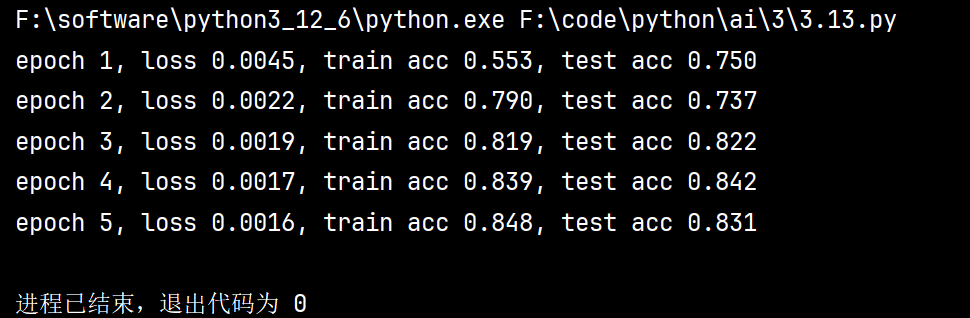 F:\software\python3_12_6\python.exe F:\code\python\ai\3\3.13.py
epoch 1, loss 0.0045, train acc 0.553, test acc 0.750
epoch 2, loss 0.0022, train acc 0.790, test acc 0.737
epoch 3, loss 0.0019, train acc 0.819, test acc 0.822
epoch 4, loss 0.0017, train acc 0.839, test acc 0.842
epoch 5, loss 0.0016, train acc 0.848, test acc 0.831
进程已结束，退出代码为 0